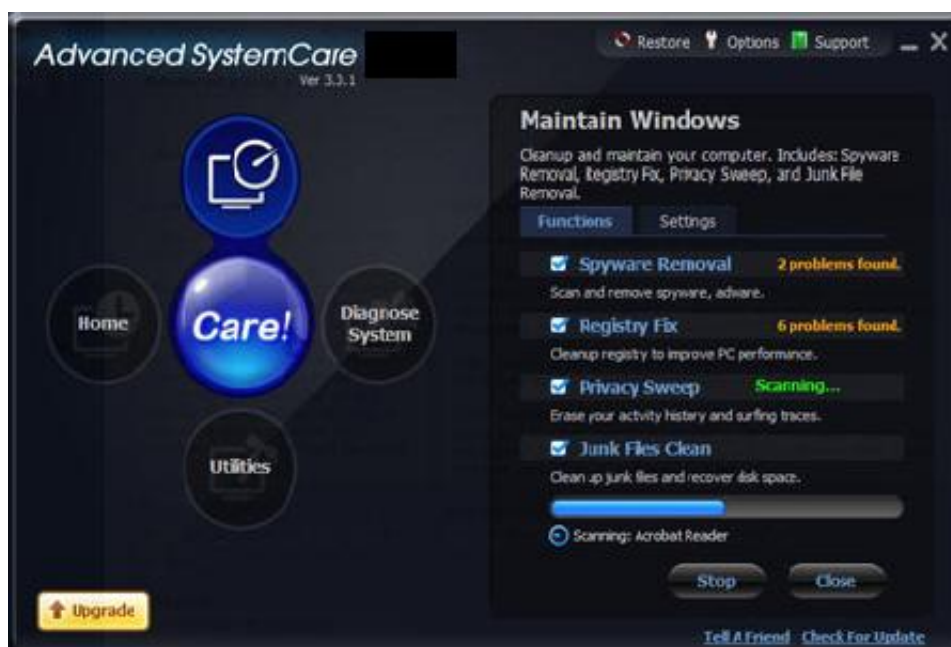 Advanced SystemCare
Ver 3.3.1
Restore Options Support
Maintain Windows
Cleanup and maintain your computer. Includes: Spyware
Removal, Registry Fix, Privacy Sweep, and Junk File
Removal.
Functions Settings
Spyware Removal 2 problems found.
Scan and remove spyware, adware.
Registry Fix 6 problems found.
Cleanup registry to improve PC performance.
Privacy Sweep Scanning...
Erase your activity history and surfing traces.
Junk Files Clean
Clean up junk files and recover disk space.
Scanning: Acrobat Reader
Stop Close
Home
Care!
Diagnose
System
Utilities
Upgrade
Tell A Friend Check For Update